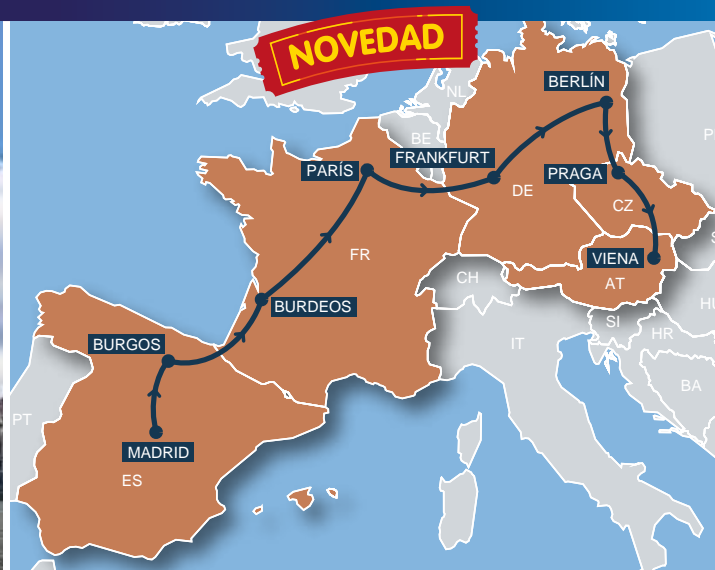 NOVEDAD
BERLÍN
NL
BE
FRANKFURT
PARÍS
PRAGA
DE
CZ
FR
VIENA
CH
AT
BURDEOS
SI
HR
BURGOS
IT
BA
PT
MADRID
ES